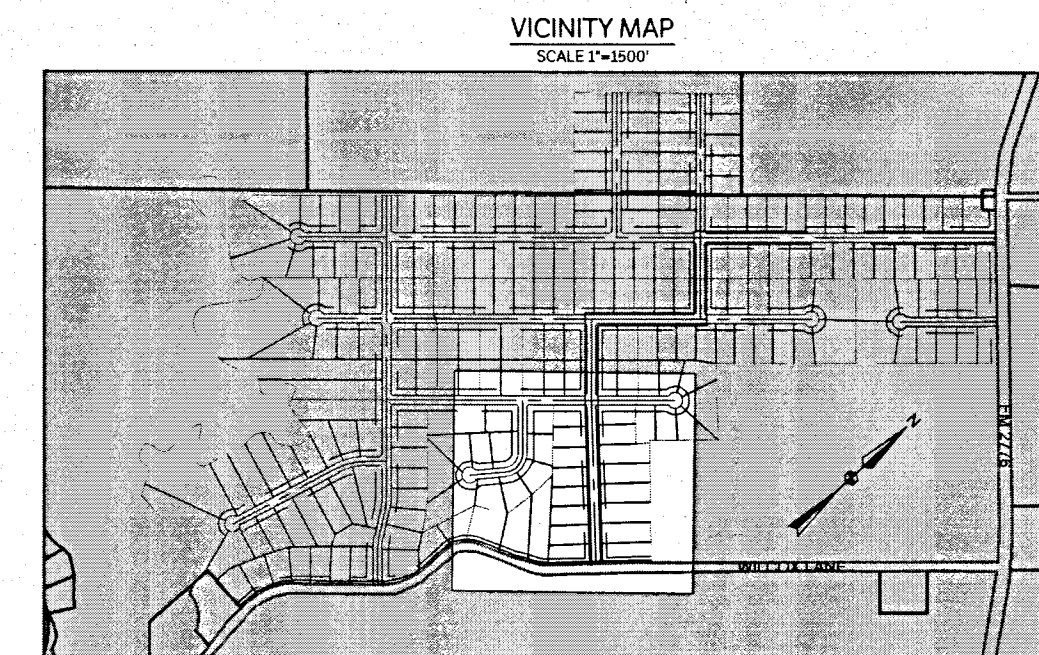 VICINITY MAP
SCALE 1"=1500'
N
FM 2776
WILCOX LANE